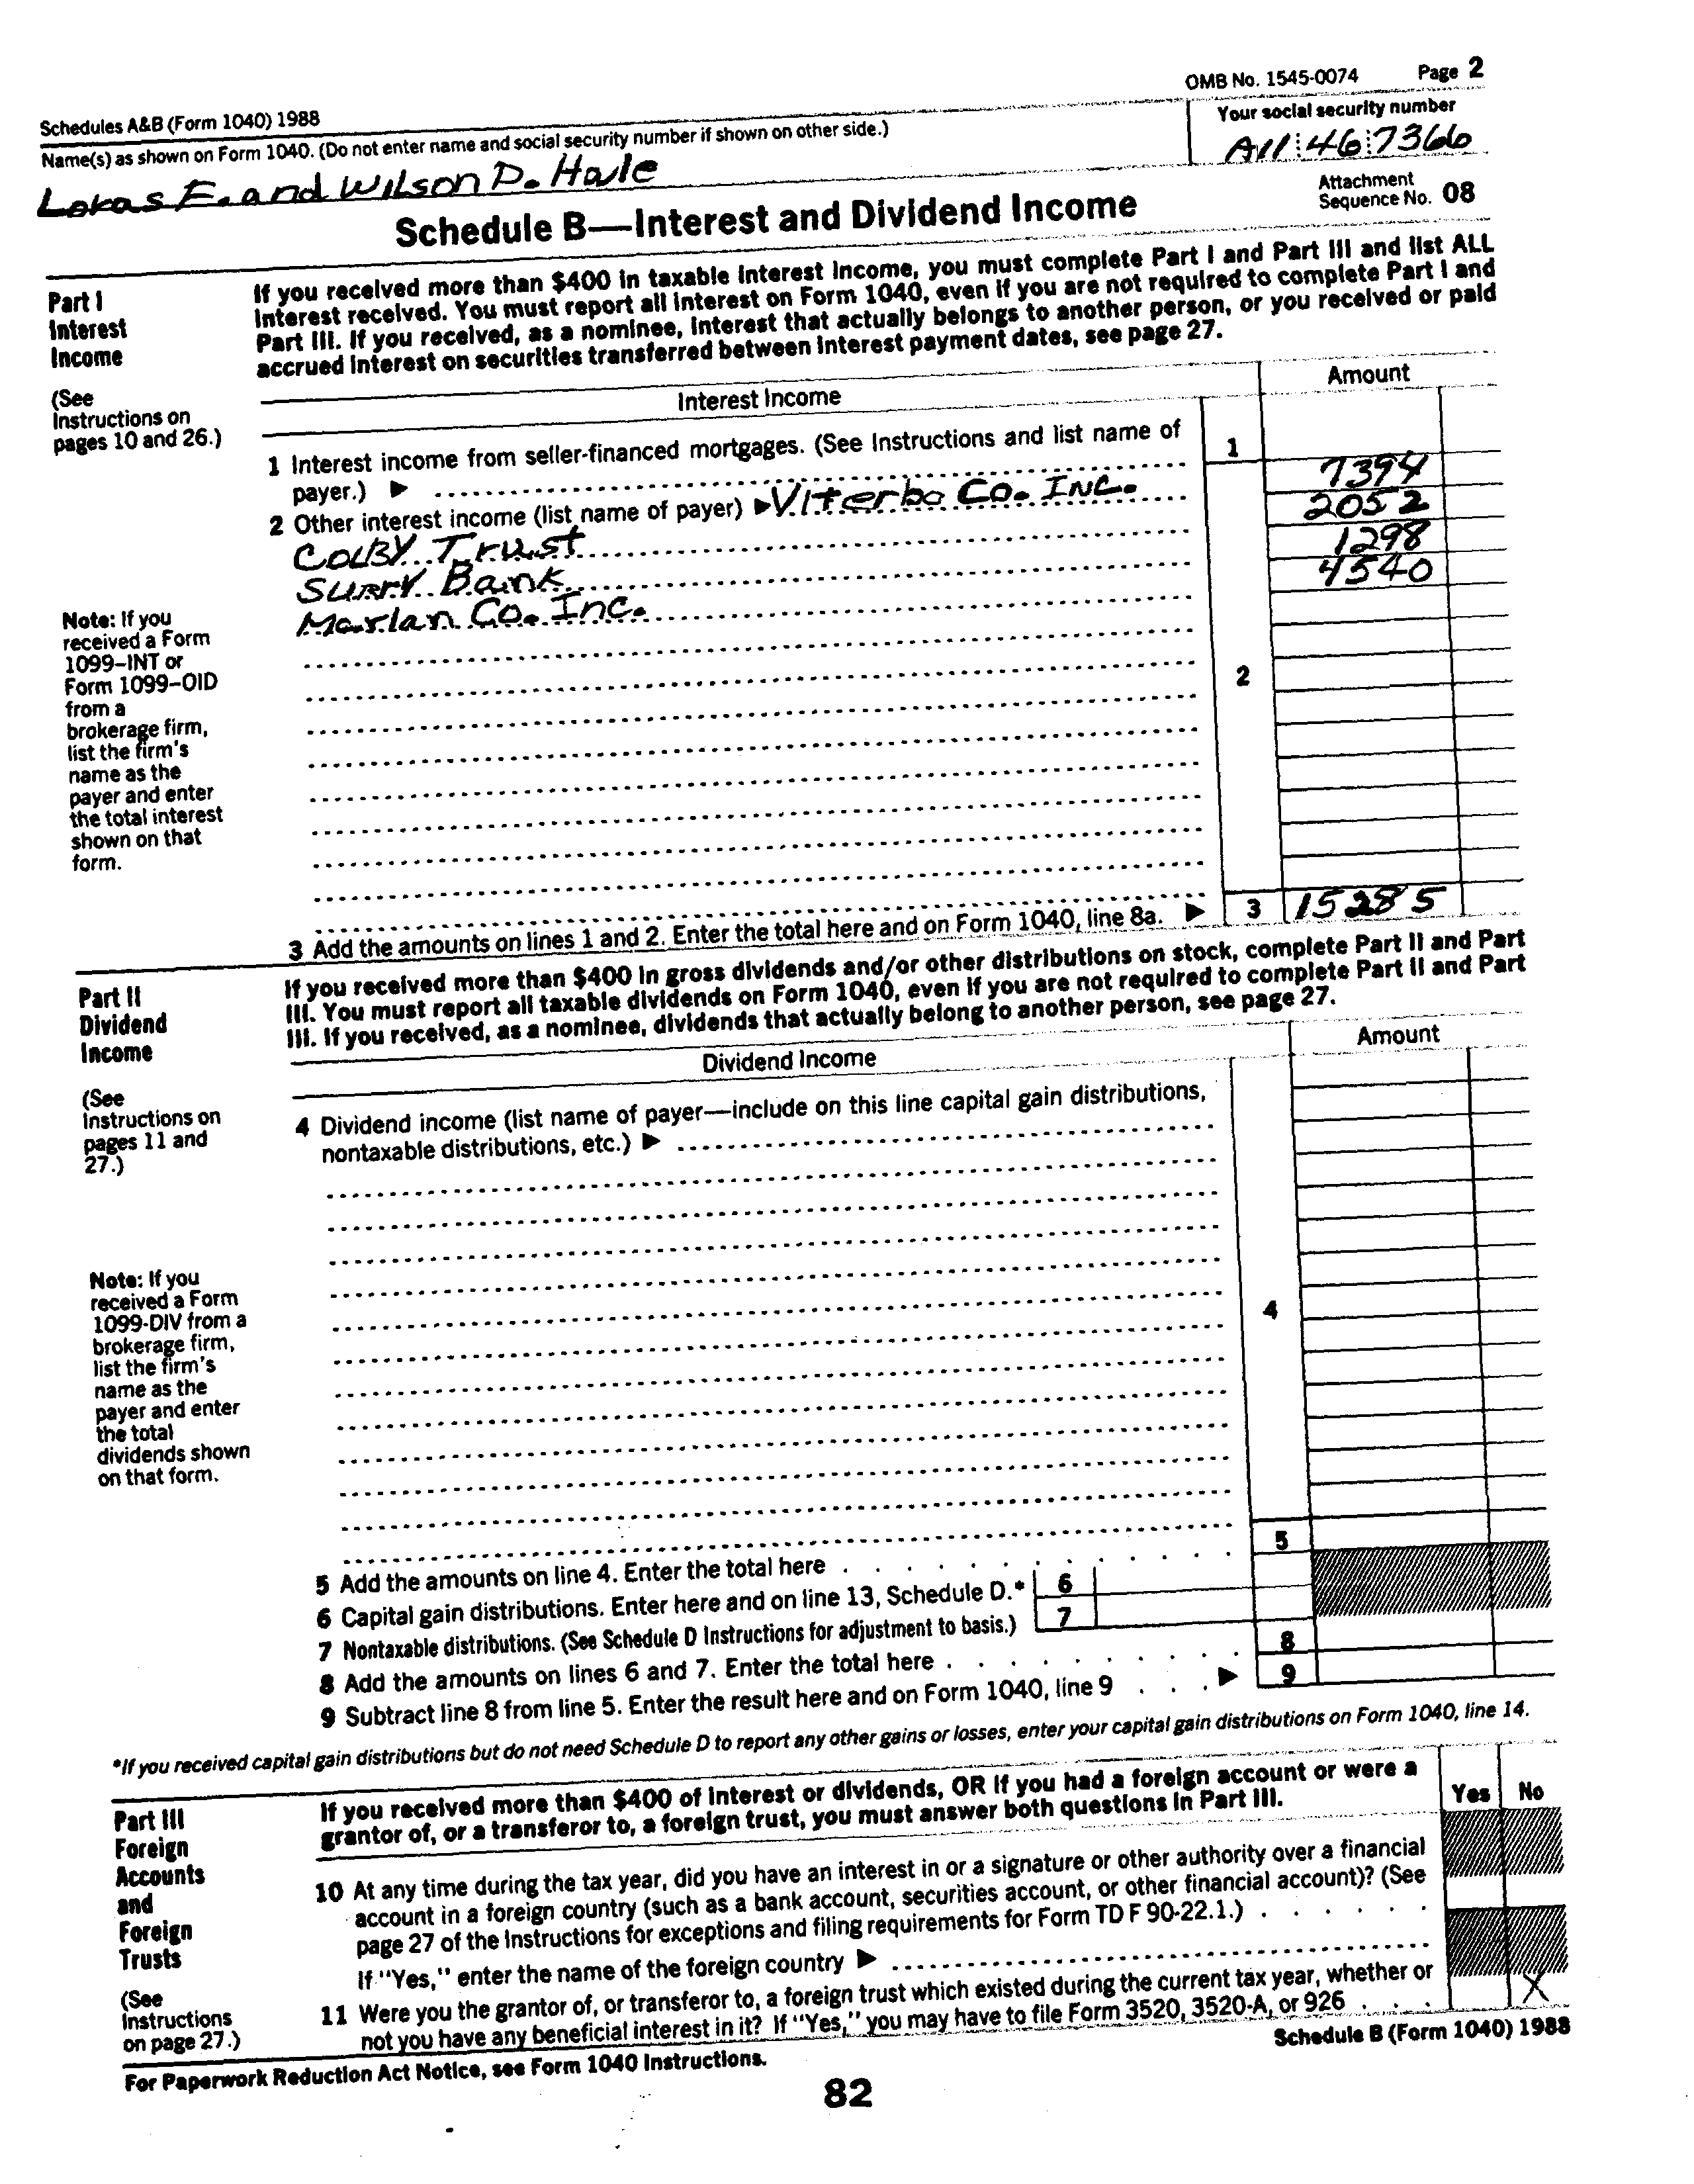 Schedules A&B (Form 1040) 1988
OMB No. 1545-0074 Page 2
Name(s) as shown on Form 1040. (Do not enter name and social security number if shown on other side.)
Your social security number
Lokas F. and Wilson D. Hale
A11 46 7366
Schedule B—Interest and Dividend Income
Attachment
Sequence No. 08
Part I
Interest
Income
(See
Instructions on
pages 10 and 26.)
If you received more than $400 in taxable interest income, you must complete Part I and Part III and list ALL
interest received. You must report all interest on Form 1040, even if you are not required to complete Part I and
Part III. If you received, as a nominee, interest that actually belongs to another person, or you received or paid
accrued interest on securities transferred between interest payment dates, see page 27.
Interest Income
Amount
1 Interest income from seller-financed mortgages. (See Instructions and list name of
payer.) ▶
1
2 Other interest income (list name of payer) ▶ Viterbo Co. Inc. 7394
Colby Trust 2052
Surry Bank 1298
Marlan Co. Inc. 4540
2
Note: If you
received a Form
1099–INT or
Form 1099–OID
from a
brokerage firm,
list the firm's
name as the
payer and enter
the total interest
shown on that
form.
3 Add the amounts on lines 1 and 2. Enter the total here and on Form 1040, line 8a. ▶ 3 15285
Part II
Dividend
Income
(See
Instructions on
pages 11 and
27.)
If you received more than $400 in gross dividends and/or other distributions on stock, complete Part II and Part
III. You must report all taxable dividends on Form 1040, even if you are not required to complete Part II and Part
III. If you received, as a nominee, dividends that actually belong to another person, see page 27.
Dividend Income
Amount
4 Dividend income (list name of payer—include on this line capital gain distributions,
nontaxable distributions, etc.) ▶
4
Note: If you
received a Form
1099-DIV from a
brokerage firm,
list the firm's
name as the
payer and enter
the total
dividends shown
on that form.
5 Add the amounts on line 4. Enter the total here . . . . . . . . . . . 5
6 Capital gain distributions. Enter here and on line 13, Schedule D.* 6
7 Nontaxable distributions. (See Schedule D Instructions for adjustment to basis.) 7
8 Add the amounts on lines 6 and 7. Enter the total here . . . . . . . . . 8
9 Subtract line 8 from line 5. Enter the result here and on Form 1040, line 9 . . . ▶ 9
*If you received capital gain distributions but do not need Schedule D to report any other gains or losses, enter your capital gain distributions on Form 1040, line 14.
Part III
Foreign
Accounts
and
Foreign
Trusts
(See
Instructions
on page 27.)
If you received more than $400 of interest or dividends, OR if you had a foreign account or were a
grantor of, or a transferor to, a foreign trust, you must answer both questions in Part III.
Yes No
10 At any time during the tax year, did you have an interest in or a signature or other authority over a financial
account in a foreign country (such as a bank account, securities account, or other financial account)? (See
page 27 of the Instructions for exceptions and filing requirements for Form TD F 90-22.1.) . . . . . .
If "Yes," enter the name of the foreign country ▶
11 Were you the grantor of, or transferor to, a foreign trust which existed during the current tax year, whether or
not you have any beneficial interest in it? If "Yes," you may have to file Form 3520, 3520-A, or 926 . . . . X
For Paperwork Reduction Act Notice, see Form 1040 Instructions.
Schedule B (Form 1040) 1988
82